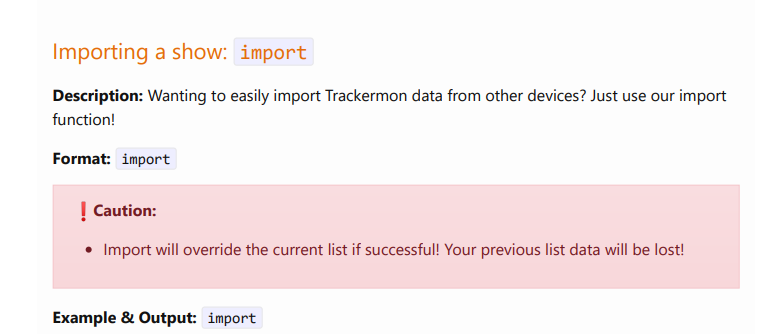 Importing a show: import
Description: Wanting to easily import Trackermon data from other devices? Just use our import
function!
Format: import
❗Caution:
• Import will override the current list if successful! Your previous list data will be lost!
Example & Output: import